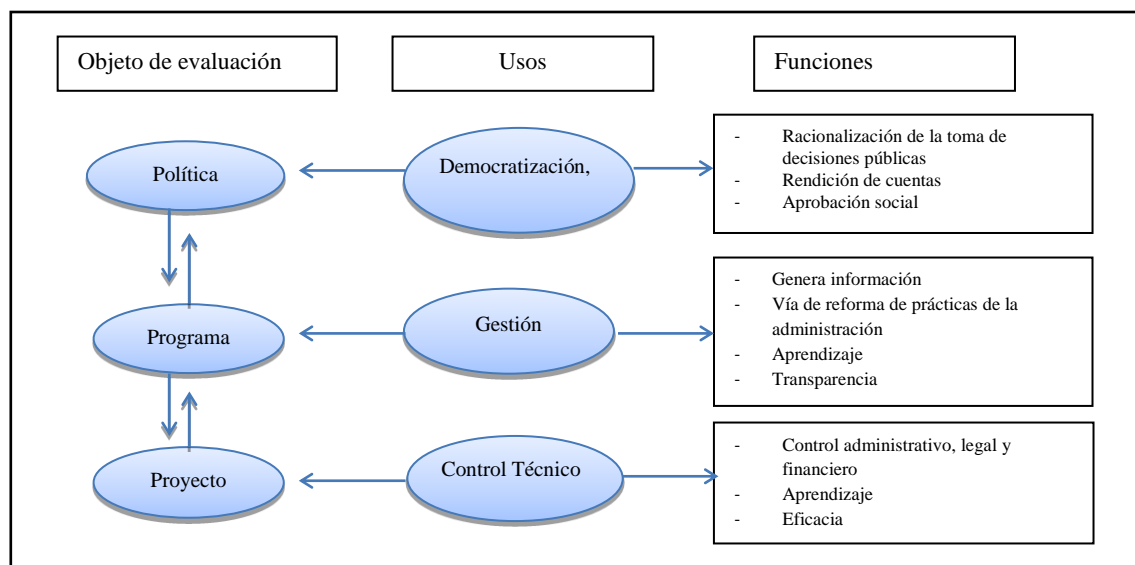 Objeto de evaluación
Usos
Funciones
Política
Democratización,
- Racionalización de la toma de
decisiones públicas
- Rendición de cuentas
- Aprobación social
Programa
Gestión
- Genera información
- Vía de reforma de prácticas de la
administración
- Aprendizaje
- Transparencia
Proyecto
Control Técnico
- Control administrativo, legal y
financiero
- Aprendizaje
- Eficacia